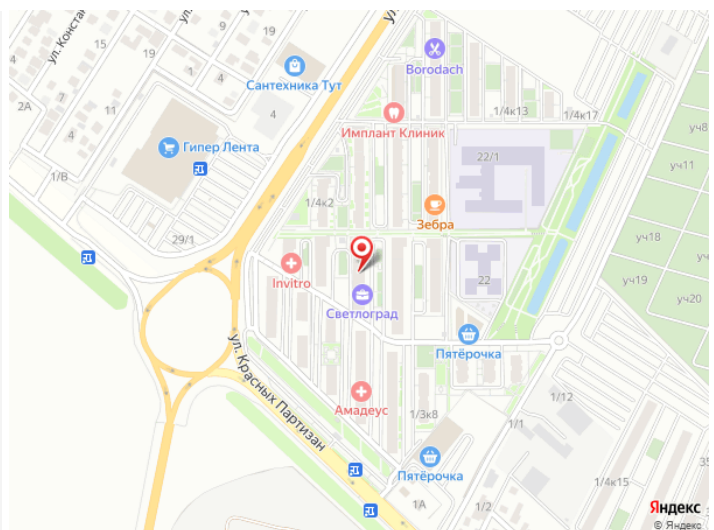 ул. Конста
15
9
19
4
ул.
Borodach
Сантехника Тут
2А
11
4
4
1/4к13
1/4к17
Имплант Клиник
уч8
Гипер Лента
22/1
уч11
1/В
1/4к2
Зебра
уч18
29/1
Invitro
22
уч19
уч20
Светлоград
Пятёрочка
ул. Красных Партизан
Амадеус
1/3к8
1/12
1/1
Пятёрочка
35
1/4к15
1А
1/2
Яндекс
© Яндекс